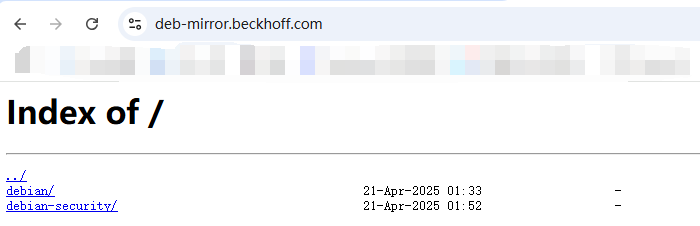 deb-mirror.beckhoff.com
Index of /
../
debian/ 21-Apr-2025 01:33 -
debian-security/ 21-Apr-2025 01:52 -